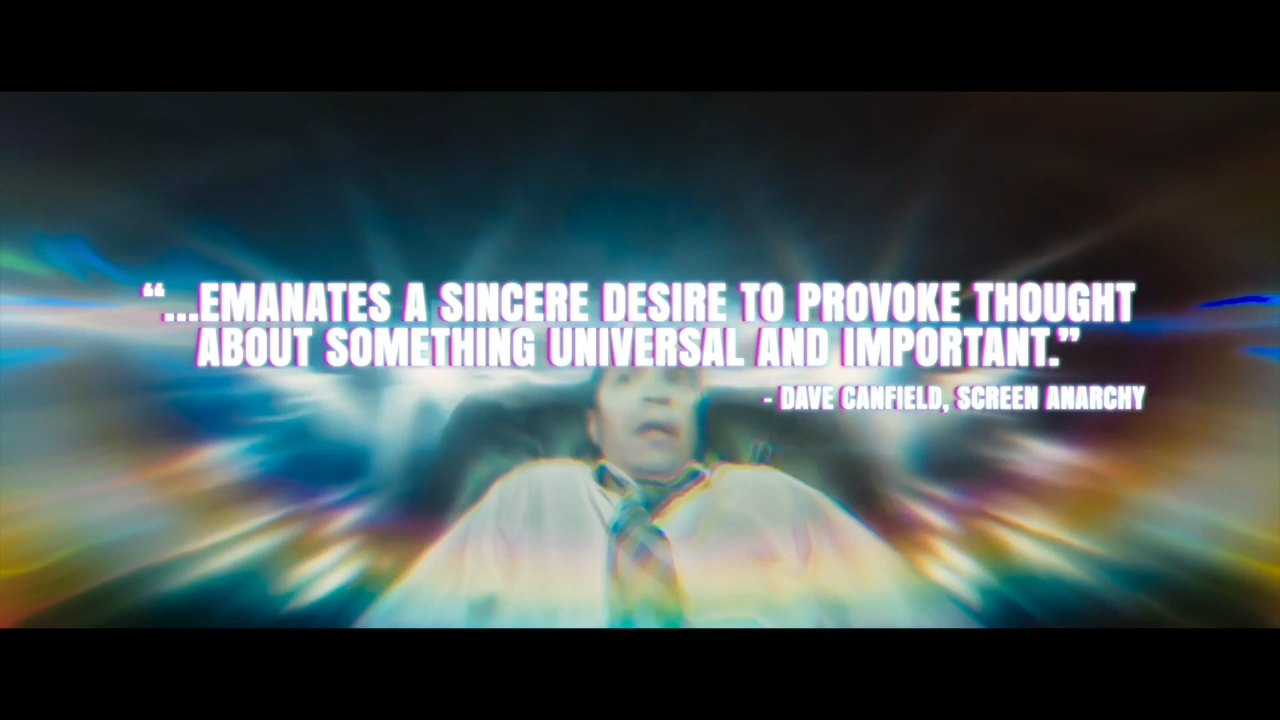 “...EMANATES A SINCERE DESIRE TO PROVOKE THOUGHT
ABOUT SOMETHING UNIVERSAL AND IMPORTANT.”
- DAVE CANFIELD, SCREEN ANARCHY